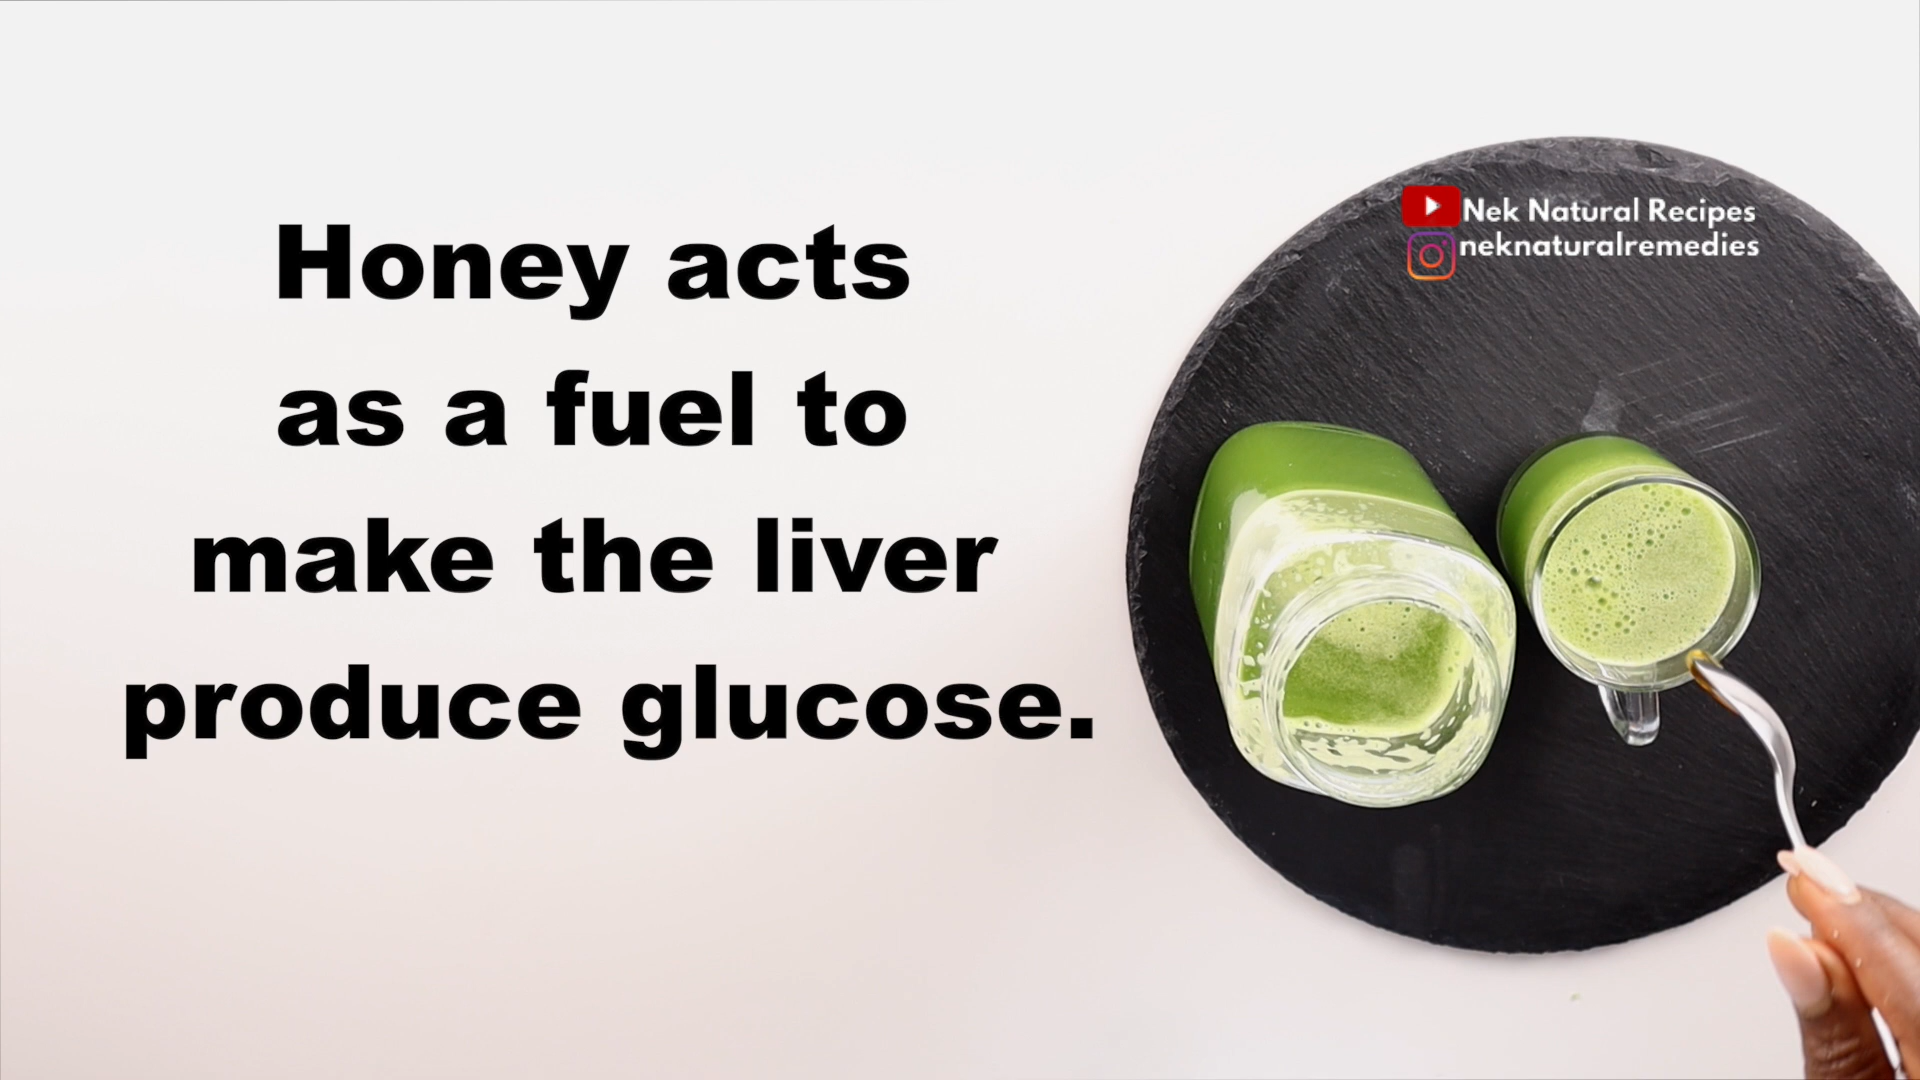 Honey acts
as a fuel to
make the liver
produce glucose.
Nek Natural Recipes
neknaturalremedies